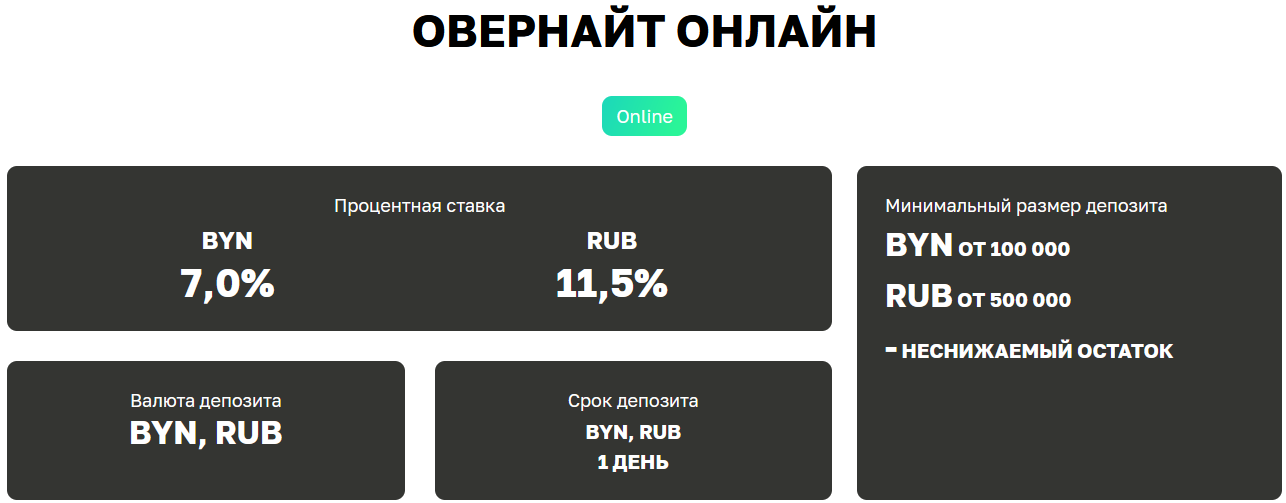 ОВЕРНАЙТ ОНЛАЙН
Online
Процентная ставка
BYN
7,0%
RUB
11,5%
Минимальный размер депозита
BYN ОТ 100 000
RUB ОТ 500 000
- НЕСНИЖАЕМЫЙ ОСТАТОК
Валюта депозита
BYN, RUB
Срок депозита
BYN, RUB
1 ДЕНЬ